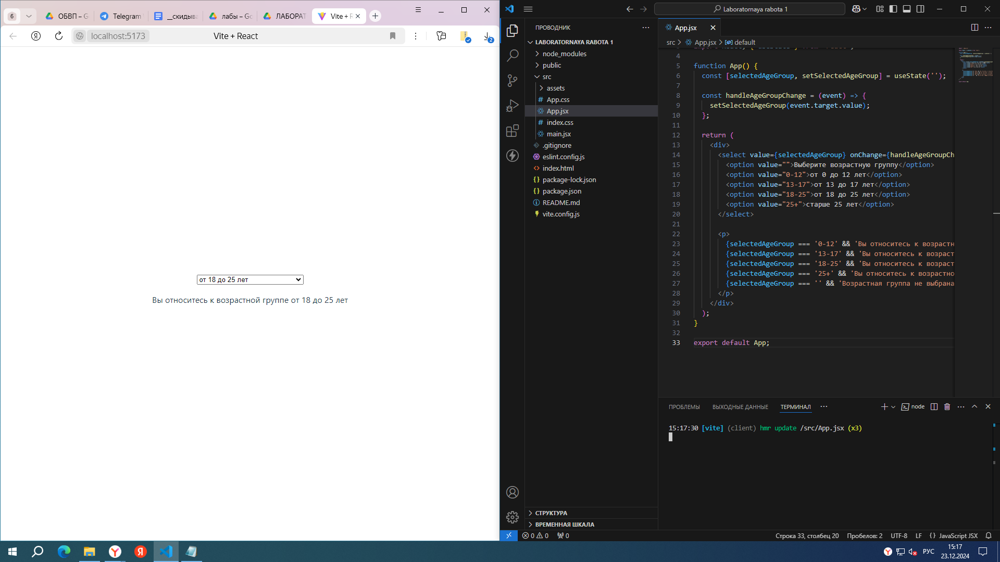 6
ОБВП – G
Telegram
__скидыва
лабы – Go
ЛАБОРАТ
Vite + R
localhost:5173
Vite + React
2
от 18 до 25 лет
Вы относитесь к возрастной группе от 18 до 25 лет
Laboratornaya rabota 1
ПРОВОДНИК
LABORATORNAYA RABOTA 1
node_modules
public
src
assets
# App.css
App.jsx
# index.css
main.jsx
.gitignore
eslint.config.js
<> index.html
{} package-lock.json
{} package.json
README.md
vite.config.js
СТРУКТУРА
ВРЕМЕННАЯ ШКАЛА
App.jsx
src > App.jsx > default
4
5 function App() {
6 const [selectedAgeGroup, setSelectedAgeGroup] = useState('');
7
8 const handleAgeGroupChange = (event) => {
9 setSelectedAgeGroup(event.target.value);
10 };
11
12 return (
13 <div>
14 <select value={selectedAgeGroup} onChange={handleAgeGroupCh
15 <option value="">Выберите возрастную группу</option>
16 <option value="0-12">от 0 до 12 лет</option>
17 <option value="13-17">от 13 до 17 лет</option>
18 <option value="18-25">от 18 до 25 лет</option>
19 <option value="25+">старше 25 лет</option>
20 </select>
21
22 <p>
23 {selectedAgeGroup === '0-12' && 'Вы относитесь к возрастн
24 {selectedAgeGroup === '13-17' && 'Вы относитесь к возраст
25 {selectedAgeGroup === '18-25' && 'Вы относитесь к возраст
26 {selectedAgeGroup === '25+' && 'Вы относитесь к возрастно
27 {selectedAgeGroup === '' && 'Возрастная группа не выбрана
28 </p>
29 </div>
30 );
31 }
32
33 export default App;
ПРОБЛЕМЫ ВЫХОДНЫЕ ДАННЫЕ ТЕРМИНАЛ ... node
15:17:30 [vite] (client) hmr update /src/App.jsx (x3)
0 0 0
Строка 33, столбец 20 Пробелов: 2 UTF-8 LF {} JavaScript JSX
РУС
15:17
23.12.2024